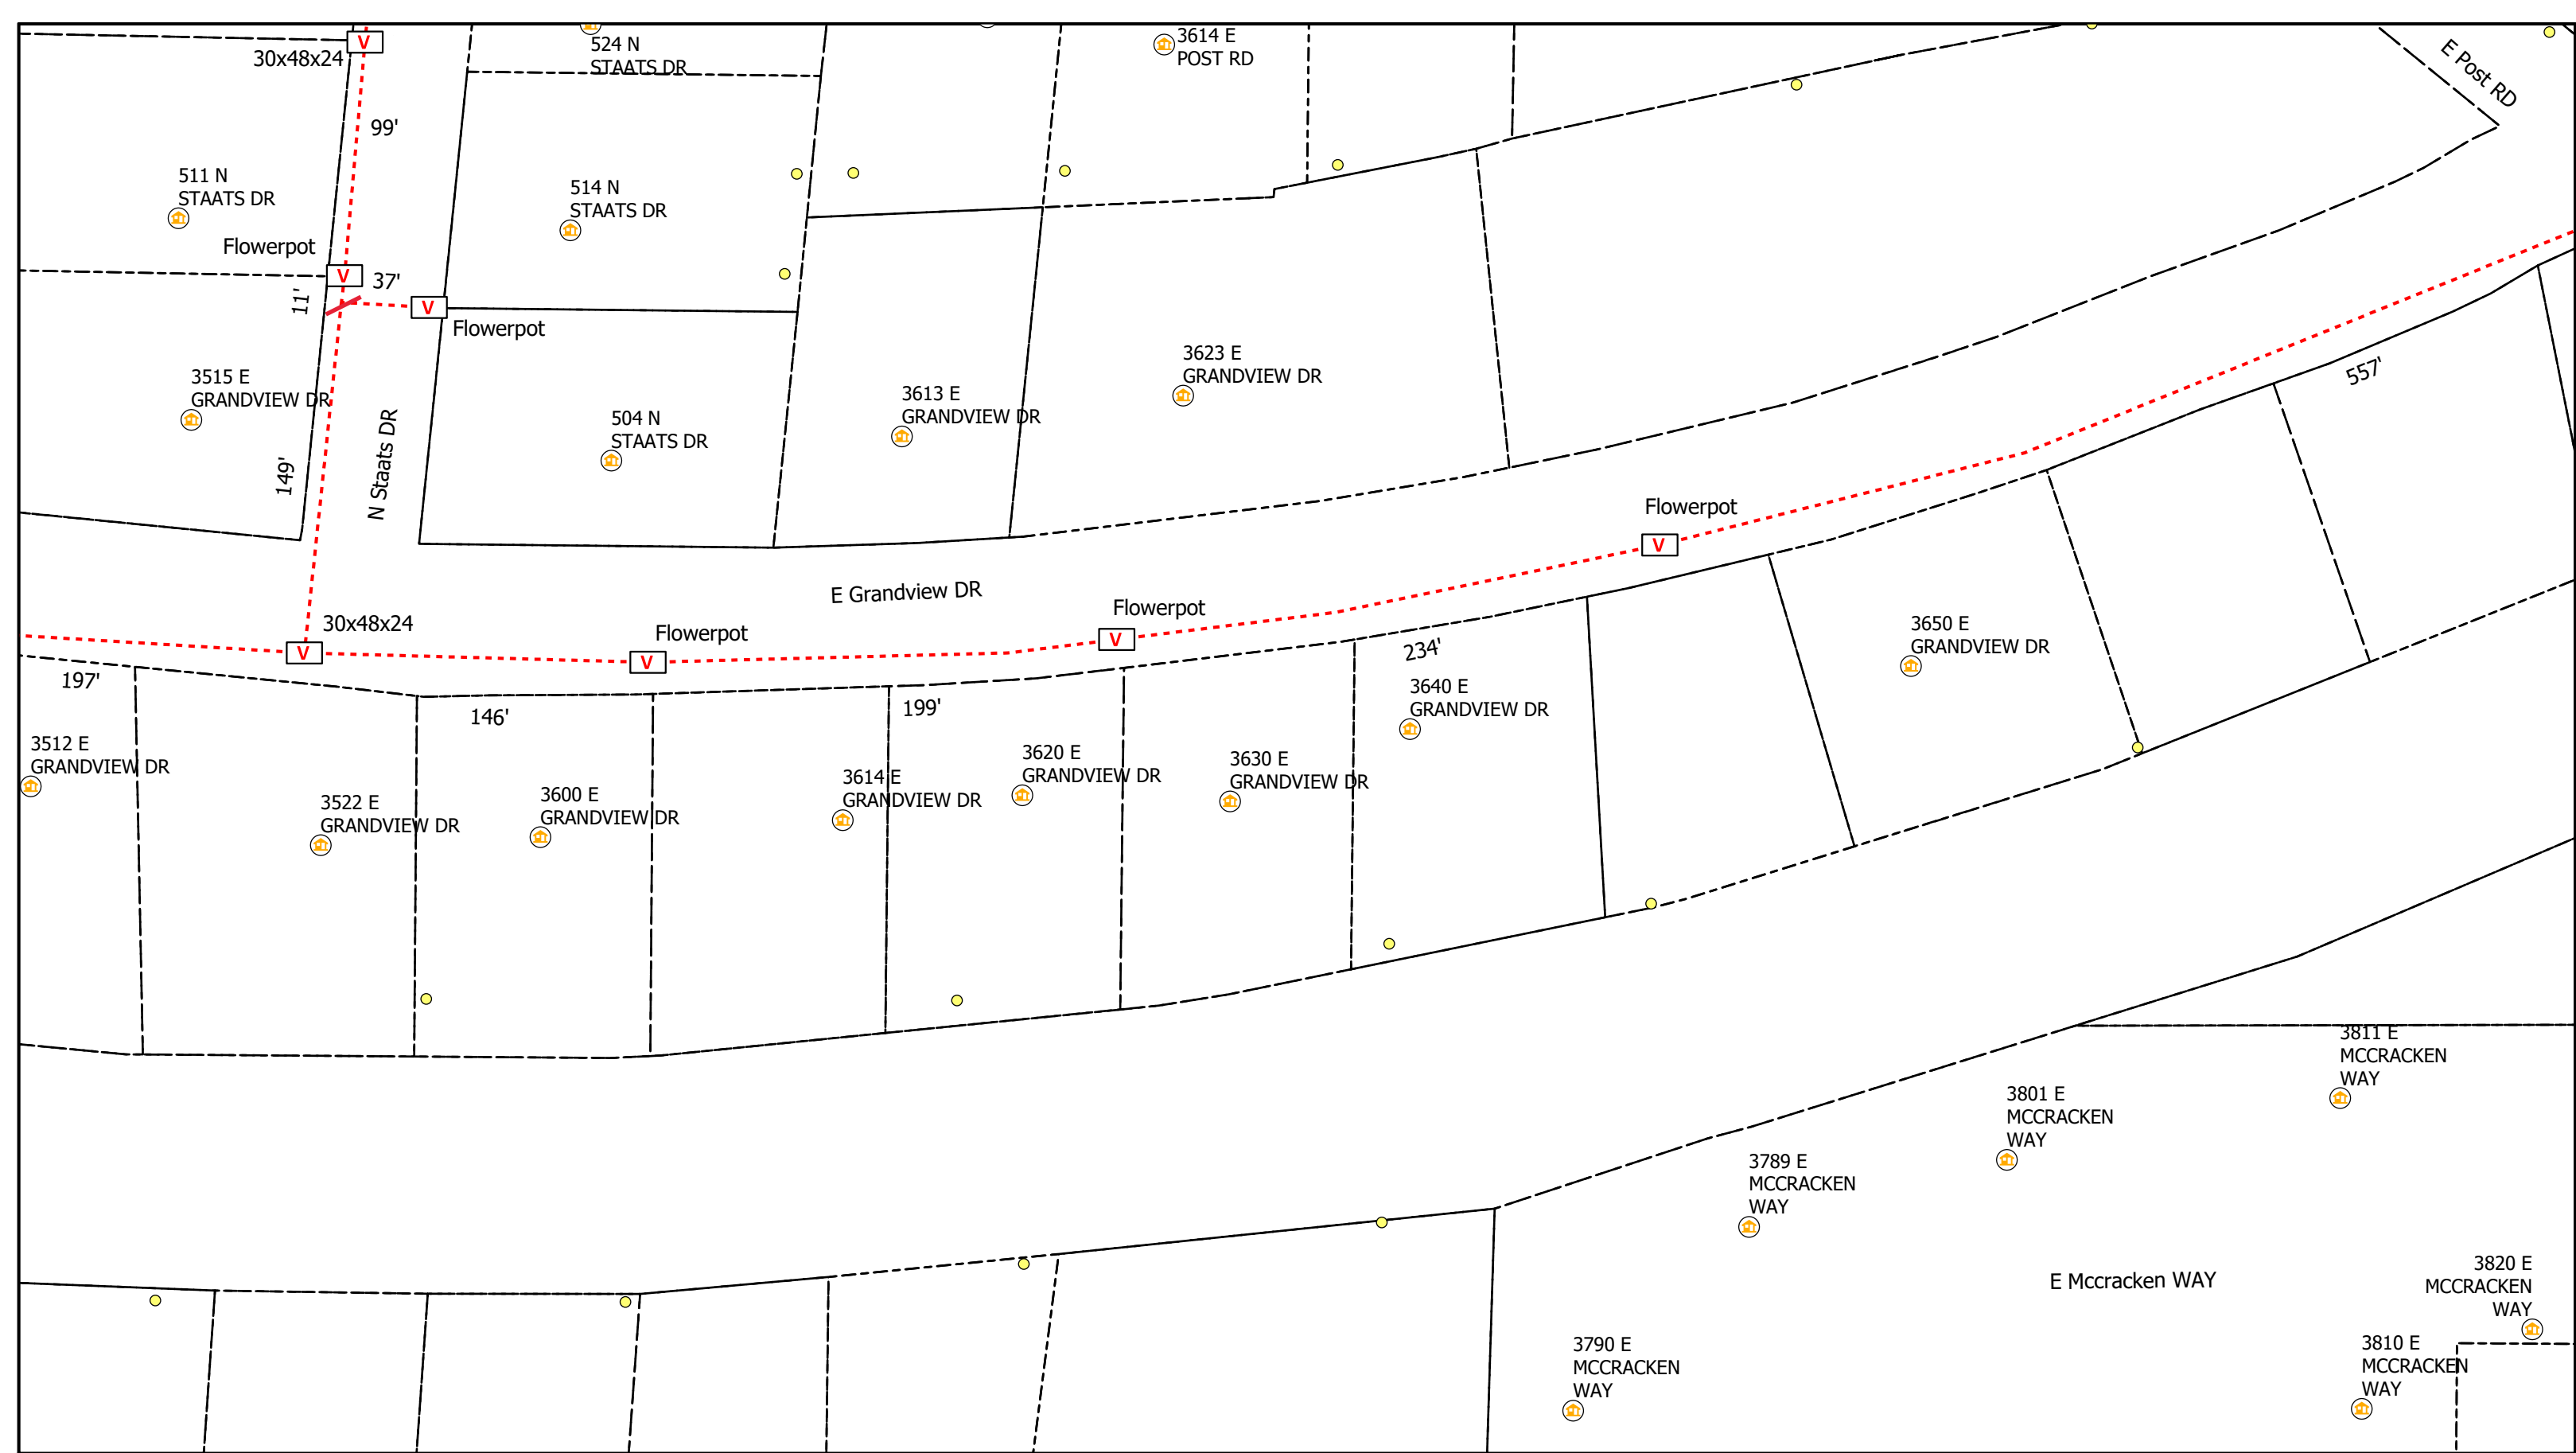 V
30x48x24
524 N
STAATS DR
3614 E
POST RD
E Post RD
99'
511 N
STAATS DR
514 N
STAATS DR
Flowerpot
V
37'
11'
V
Flowerpot
3515 E
GRANDVIEW DR
504 N
STAATS DR
3613 E
GRANDVIEW DR
3623 E
GRANDVIEW DR
557'
149'
N Staats DR
Flowerpot
V
E Grandview DR
30x48x24
V
Flowerpot
V
Flowerpot
V
197'
146'
199'
234'
3512 E
GRANDVIEW DR
3522 E
GRANDVIEW DR
3600 E
GRANDVIEW DR
3614 E
GRANDVIEW DR
3620 E
GRANDVIEW DR
3630 E
GRANDVIEW DR
3640 E
GRANDVIEW DR
3650 E
GRANDVIEW DR
3811 E
MCCRACKEN
WAY
3801 E
MCCRACKEN
WAY
3789 E
MCCRACKEN
WAY
E Mccracken WAY
3820 E
MCCRACKEN
WAY
3790 E
MCCRACKEN
WAY
3810 E
MCCRACKEN
WAY